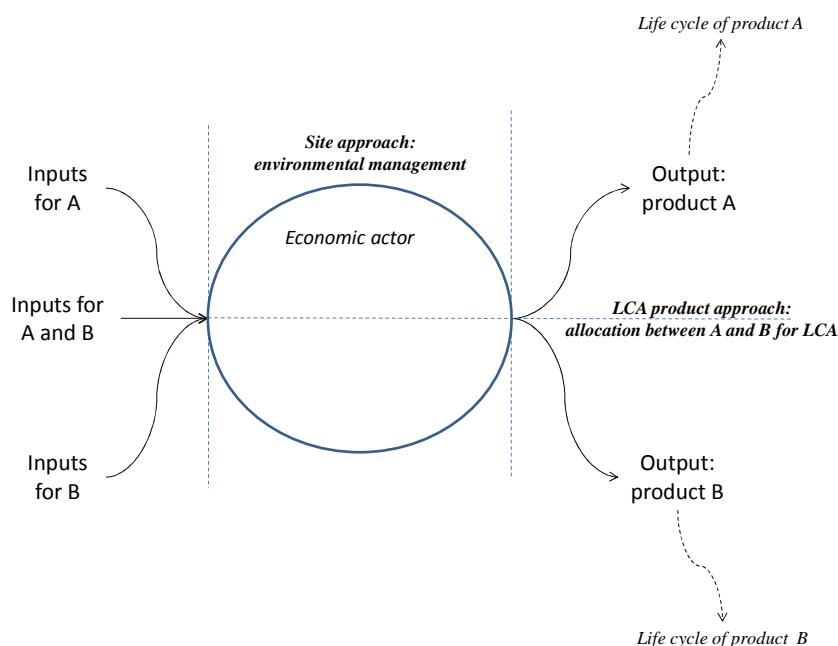 Life cycle of product A
Site approach:
environmental management
Inputs
for A
Output:
product A
Economic actor
Inputs for
A and B
LCA product approach:
allocation between A and B for LCA
Inputs
for B
Output:
product B
Life cycle of product B